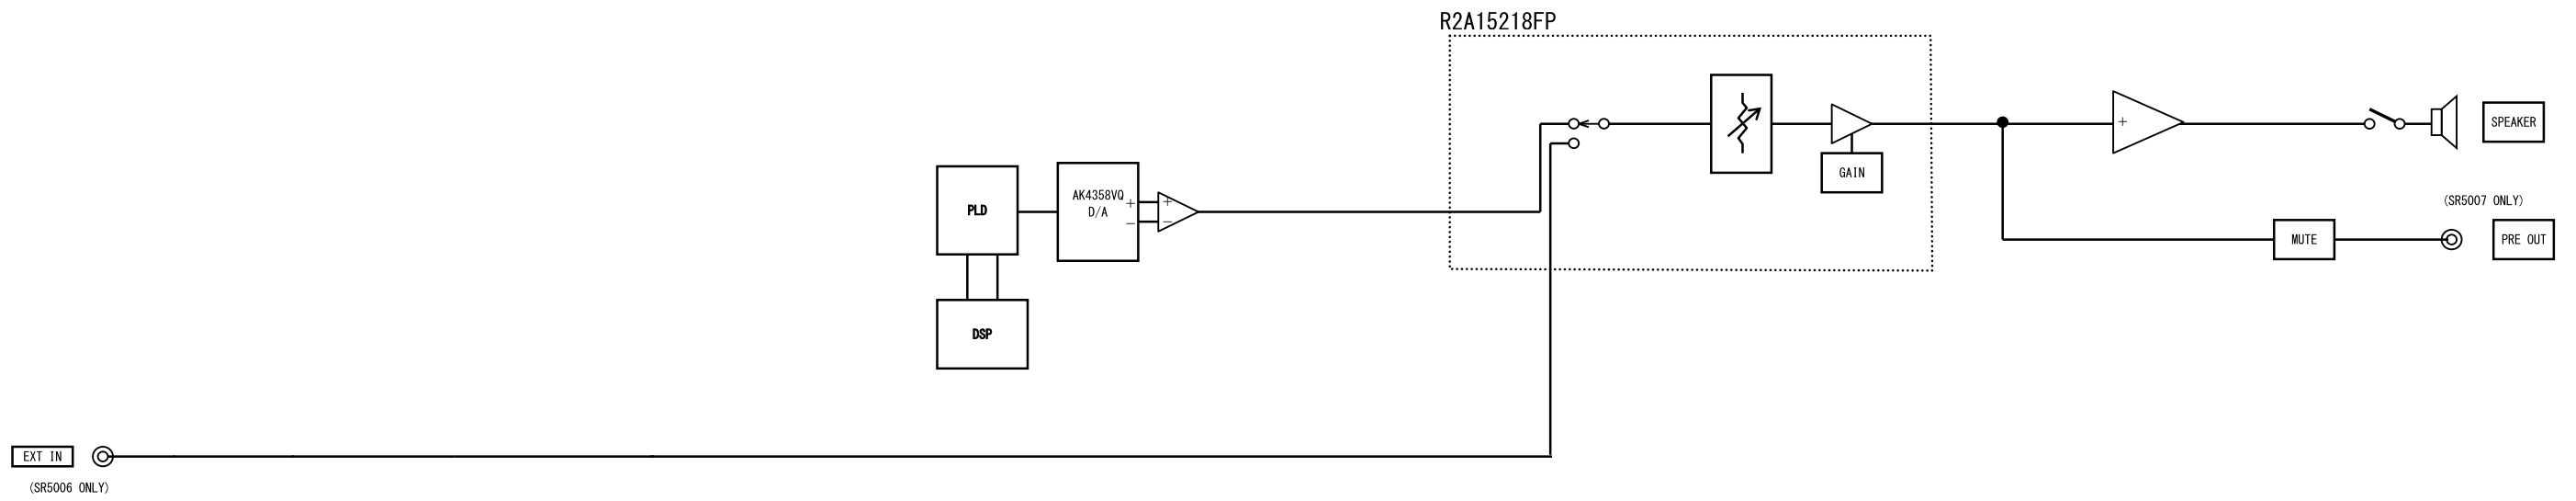 R2A15218FP
SPEAKER
GAIN
AK4358VQ
D/A
+
−
+
−
+
PLD
(SR5007 ONLY)
MUTE
PRE OUT
DSP
EXT IN
(SR5006 ONLY)